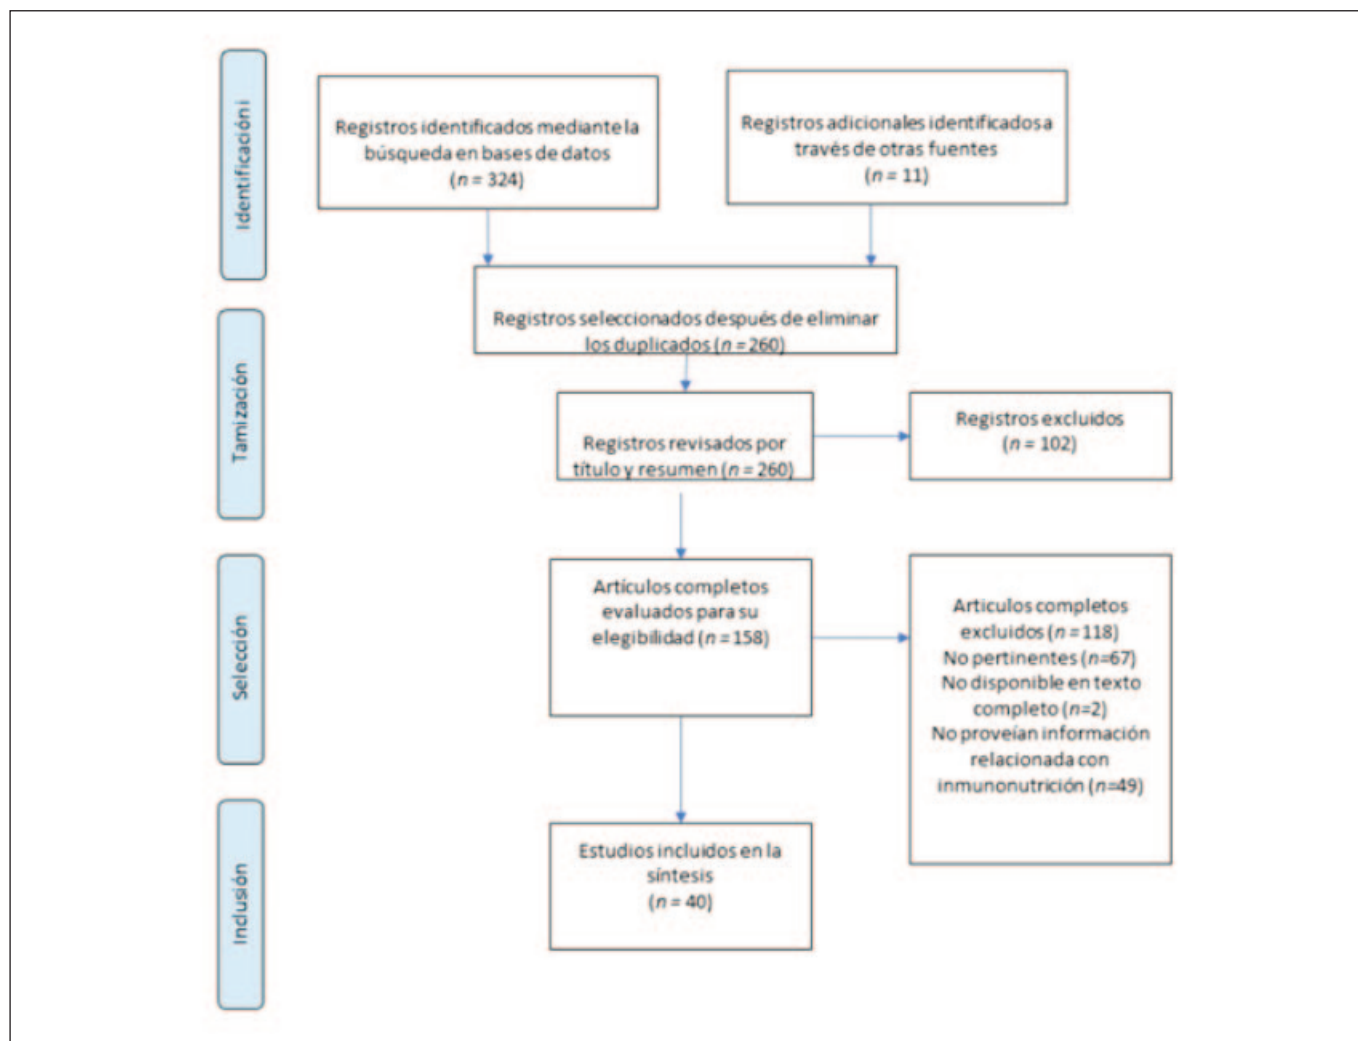 Identificación i
Registros identificados mediante la
búsqueda en bases de datos
(n = 324)
Registros adicionales identificados a
través de otras fuentes
(n = 11)
Registros seleccionados después de eliminar
los duplicados (n = 260)
Tamización
Registros revisados por
título y resumen (n = 260)
Registros excluidos
(n = 102)
Selección
Artículos completos
evaluados para su
elegibilidad (n = 158)
Articulos completos
excluidos (n = 118)
No pertinentes (n=67)
No disponible en texto
completo (n=2)
No proveían información
relacionada con
inmunonutrición (n=49)
Inclusión
Estudios incluidos en la
síntesis
(n = 40)